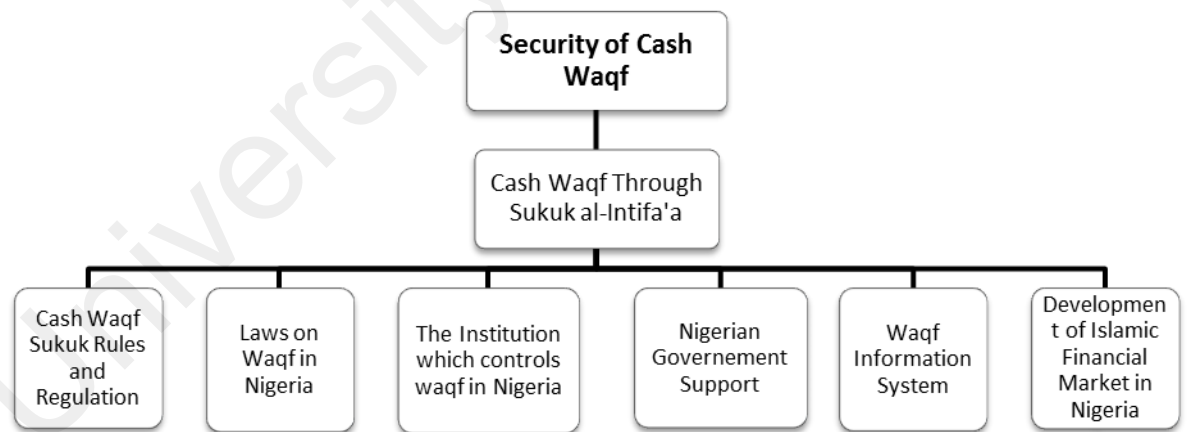 Security of Cash
Waqf
Cash Waqf Through
Sukuk al-Intifa'a
Cash Waqf
Sukuk Rules
and
Regulation
Laws on
Waqf in
Nigeria
The Institution
which controls
waqf in Nigeria
Nigerian
Governement
Support
Waqf
Information
System
Developmen
t of Islamic
Financial
Market in
Nigeria
University